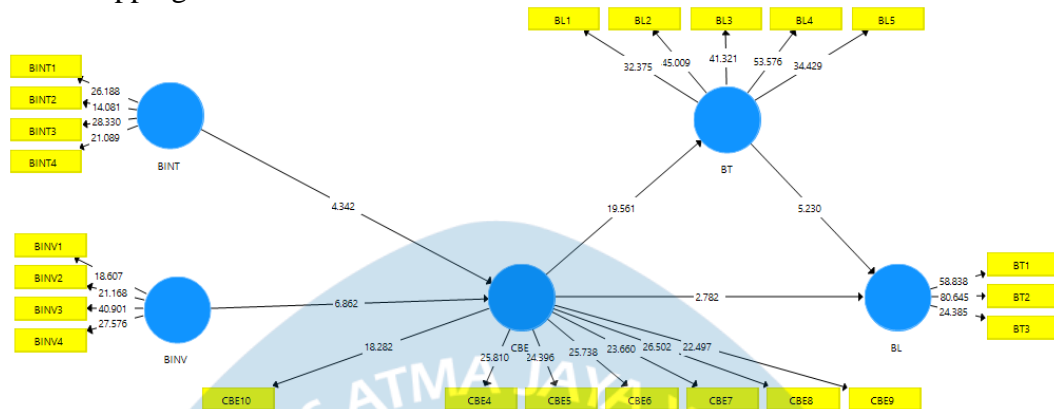 pping
BL1 BL2 BL3 BL4 BL5
32.375 45.009 41.321 53.576 34.429
BT
BINT1
BINT2
BINT3
BINT4
26.188
14.081
28.330
21.089
BINT
4.342
19.561
5.230
BINV1
BINV2
BINV3
BINV4
18.607
21.168
40.901
27.576
BINV
6.862
CBE
2.782
BT1
BT2
BT3
58.838
80.645
24.385
BL
18.282 25.810 24.396 25.738 23.660 26.502 22.497
CBE10 CBE4 CBE5 CBE6 CBE7 CBE8 CBE9
ATMA JAYA